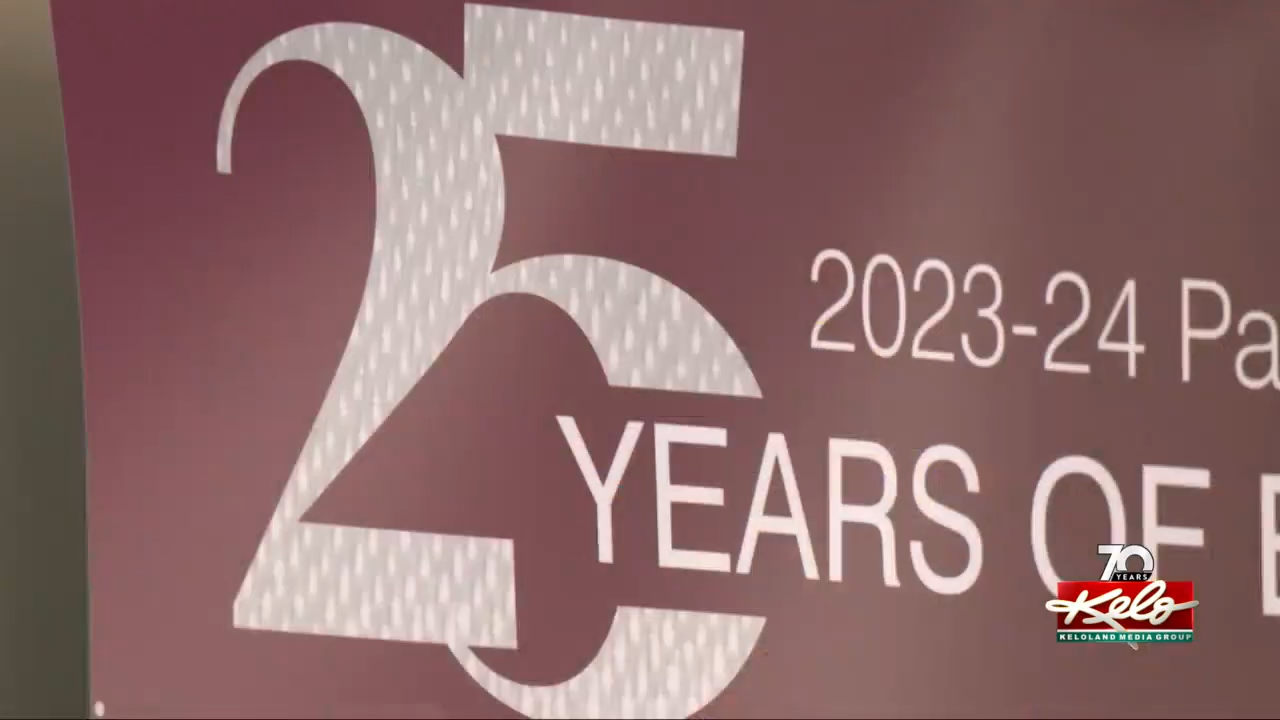 25
2023-24 Pa
YEARS OF E
70
YEARS
Kelo
KELOLAND MEDIA GROUP